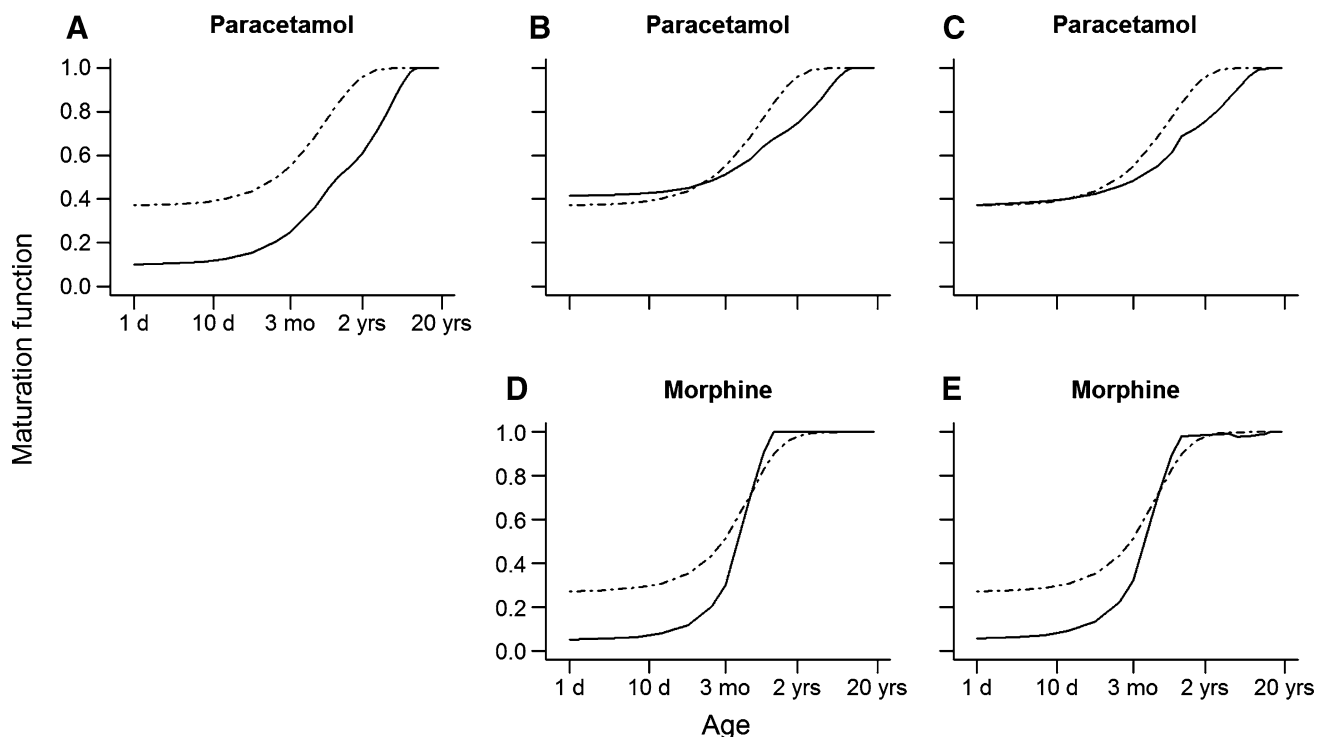 A Paracetamol
B Paracetamol
C Paracetamol
1.0
0.8
0.6
0.4
0.2
0.0
1 d 10 d 3 mo 2 yrs 20 yrs
Maturation function
D Morphine
E Morphine
1.0
0.8
0.6
0.4
0.2
0.0
1 d 10 d 3 mo 2 yrs 20 yrs
1 d 10 d 3 mo 2 yrs 20 yrs
Age